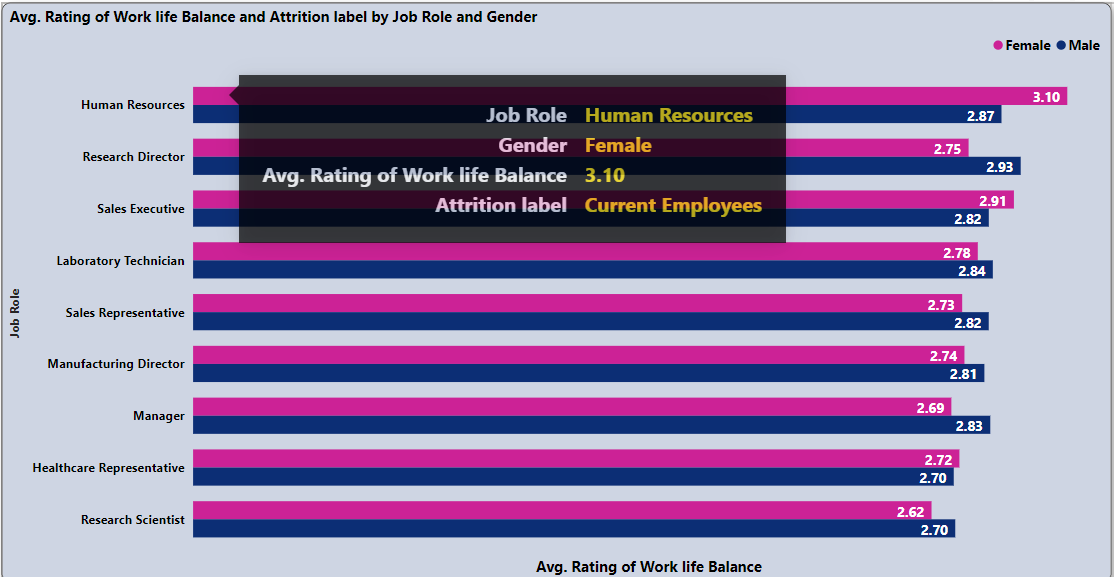 Avg. Rating of Work life Balance and Attrition label by Job Role and Gender
Female Male
Human Resources 3.10
2.87
Job Role Human Resources
Gender Female
Avg. Rating of Work life Balance 3.10
Attrition label Current Employees
Research Director 2.75
2.93
Sales Executive 2.91
2.82
Laboratory Technician 2.78
2.84
Sales Representative 2.73
2.82
Manufacturing Director 2.74
2.81
Manager 2.69
2.83
Healthcare Representative 2.72
2.70
Research Scientist 2.62
2.70
Job Role
Avg. Rating of Work life Balance